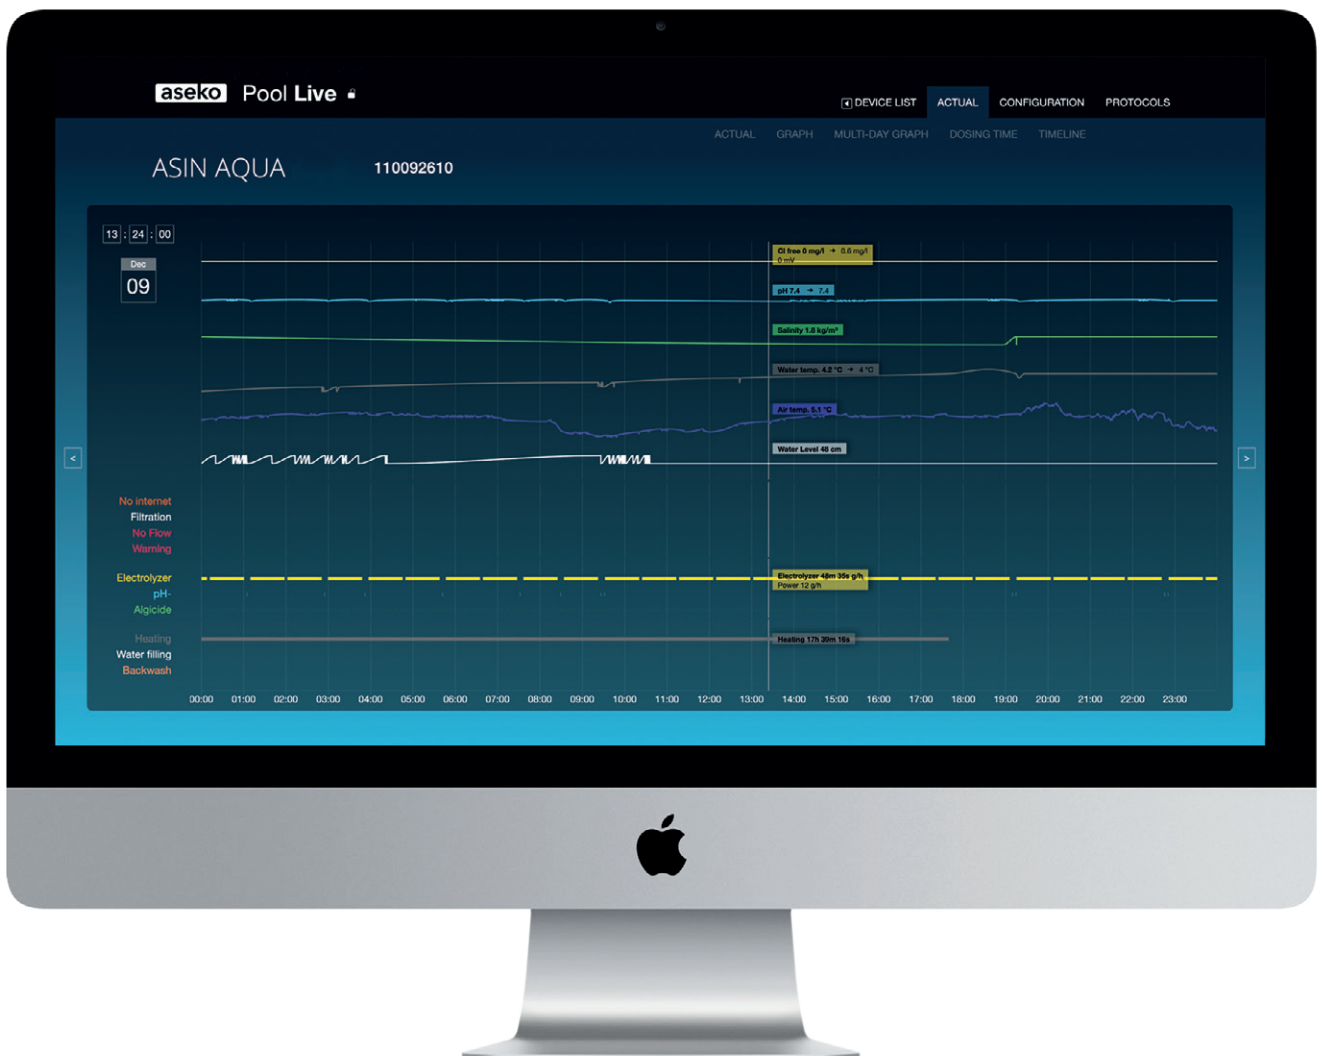 aseko Pool Live
DEVICE LIST ACTUAL CONFIGURATION PROTOCOLS
ACTUAL GRAPH MULTI-DAY GRAPH DOSING TIME TIMELINE
ASIN AQUA 110092610
13 : 24 : 00
Dec
09
Cl free 0 mg/l → 0.6 mg/l
0 mV
pH 7.4 → 7.4
Salinity 1.8 kg/m³
Water temp. 4.2 °C → 4 °C
Air temp. 5.1 °C
Water Level 48 cm
< >
No internet
Filtration
No Flow
Warning
Electrolyzer
pH-
Algicide
Electrolyzer 48m 35s g/h
Power 12 g/h
Heating
Water filling
Backwash
Heating 17h 39m 16s
00:00 01:00 02:00 03:00 04:00 05:00 06:00 07:00 08:00 09:00 10:00 11:00 12:00 13:00 14:00 15:00 16:00 17:00 18:00 19:00 20:00 21:00 22:00 23:00